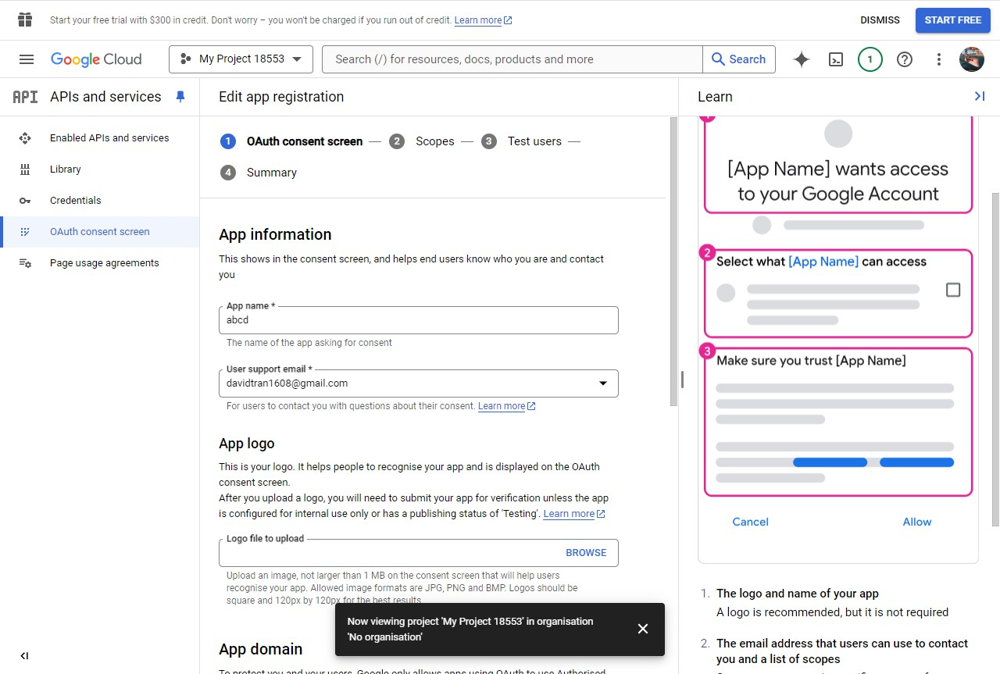 Start your free trial with $300 in credit. Don't worry – you won't be charged if you run out of credit. Learn more
DISMISS
START FREE
Google Cloud
My Project 18553
Search (/) for resources, docs, products and more
Search
1
API
APIs and services
Edit app registration
Learn
Enabled APIs and services
Library
Credentials
OAuth consent screen
Page usage agreements
1 OAuth consent screen
2 Scopes
3 Test users
4 Summary
App information
This shows in the consent screen, and helps end users know who you are and contact
you
App name *
abcd
The name of the app asking for consent
User support email *
davidtran1608@gmail.com
For users to contact you with questions about their consent. Learn more
App logo
This is your logo. It helps people to recognise your app and is displayed on the OAuth
consent screen.
After you upload a logo, you will need to submit your app for verification unless the app
is configured for internal use only or has a publishing status of 'Testing'. Learn more
Logo file to upload
BROWSE
Upload an image, not larger than 1 MB on the consent screen that will help users
recognise your app. Allowed image formats are JPG, PNG and BMP. Logos should be
square and 120px by 120px for the best results
App domain
To protect you and your users, Google only allows apps using OAuth to use Authorised
Now viewing project 'My Project 18553' in organisation
'No organisation'
[App Name] wants access
to your Google Account
2
Select what [App Name] can access
3
Make sure you trust [App Name]
Cancel
Allow
1. The logo and name of your app
A logo is recommended, but it is not required
2. The email address that users can use to contact
you and a list of scopes